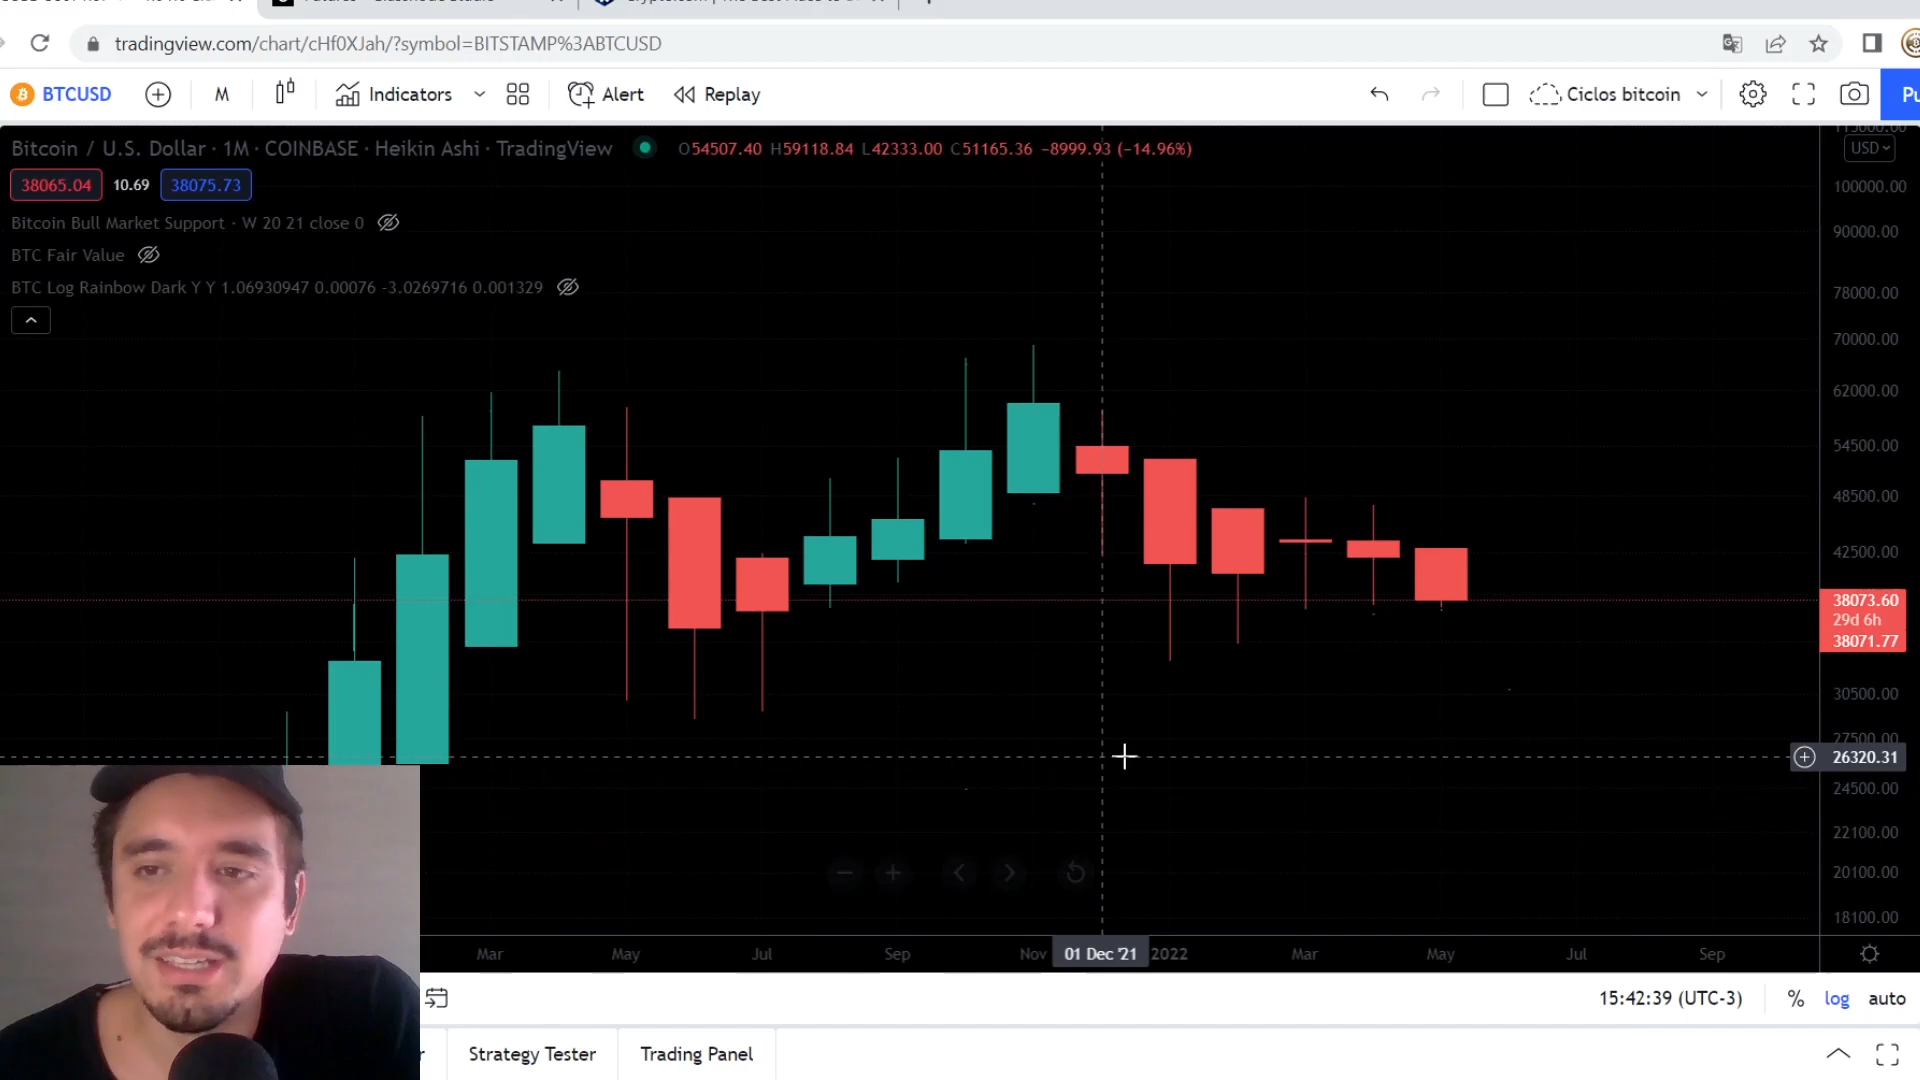 tradingview.com/chart/cHf0XJah/?symbol=BITSTAMP%3ABTCUSD
BTCUSD
M
Indicators
Alert
Replay
Ciclos bitcoin
Bitcoin / U.S. Dollar · 1M · COINBASE · Heikin Ashi · TradingView
O54507.40 H59118.84 L42333.00 C51165.36 −8999.93 (−14.96%)
USD
38065.04
10.69
38075.73
Bitcoin Bull Market Support · W 20 21 close 0
BTC Fair Value
BTC Log Rainbow Dark Y Y 1.06930947 0.00076 -3.0269716 0.001329
115000.00
100000.00
90000.00
78000.00
70000.00
62000.00
54500.00
48500.00
42500.00
38073.60
29d 6h
38071.77
30500.00
27500.00
26320.31
24500.00
22100.00
20100.00
18100.00
Mar
May
Jul
Sep
Nov
01 Dec '21
2022
Mar
May
Jul
Sep
15:42:39 (UTC-3)
%
log
auto
Strategy Tester
Trading Panel